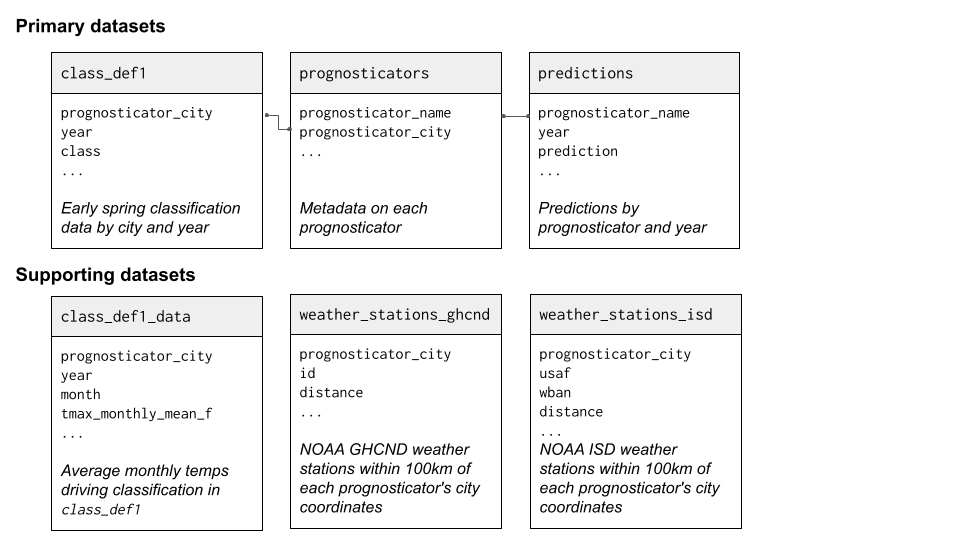 Primary datasets
class_def1
prognosticator_city
year
class
...
Early spring classification
data by city and year
prognosticators
prognosticator_name
prognosticator_city
...
Metadata on each
prognosticator
predictions
prognosticator_name
year
prediction
...
Predictions by
prognosticator and year
Supporting datasets
class_def1_data
prognosticator_city
year
month
tmax_monthly_mean_f
...
Average monthly temps
driving classification in
class_def1
weather_stations_ghcnd
prognosticator_city
id
distance
...
NOAA GHCND weather
stations within 100km of
each prognosticator's city
coordinates
weather_stations_isd
prognosticator_city
usaf
wban
distance
...
NOAA ISD weather
stations within 100km of
each prognosticator's city
coordinates